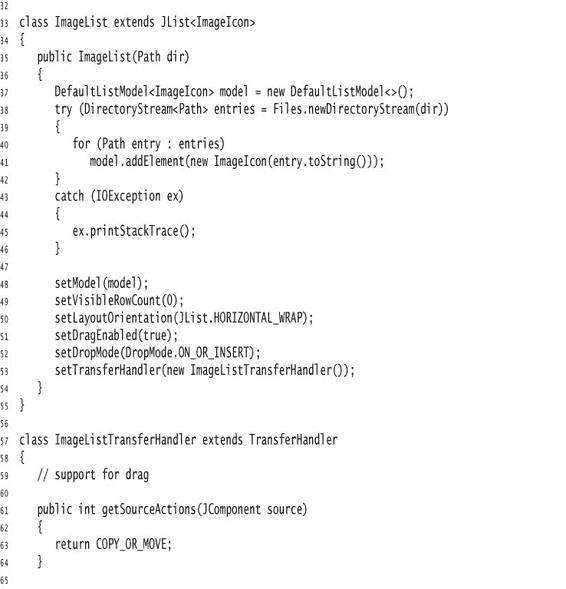 32
33 class ImageList extends JList<ImageIcon>
34 {
35    public ImageList(Path dir)
36    {
37       DefaultListModel<ImageIcon> model = new DefaultListModel<>();
38       try (DirectoryStream<Path> entries = Files.newDirectoryStream(dir))
39       {
40          for (Path entry : entries)
41             model.addElement(new ImageIcon(entry.toString()));
42       }
43       catch (IOException ex)
44       {
45          ex.printStackTrace();
46       }
47
48       setModel(model);
49       setVisibleRowCount(0);
50       setLayoutOrientation(JList.HORIZONTAL_WRAP);
51       setDragEnabled(true);
52       setDropMode(DropMode.ON_OR_INSERT);
53       setTransferHandler(new ImageListTransferHandler());
54    }
55 }
56
57 class ImageListTransferHandler extends TransferHandler
58 {
59    // support for drag
60
61    public int getSourceActions(JComponent source)
62    {
63       return COPY_OR_MOVE;
64    }
65